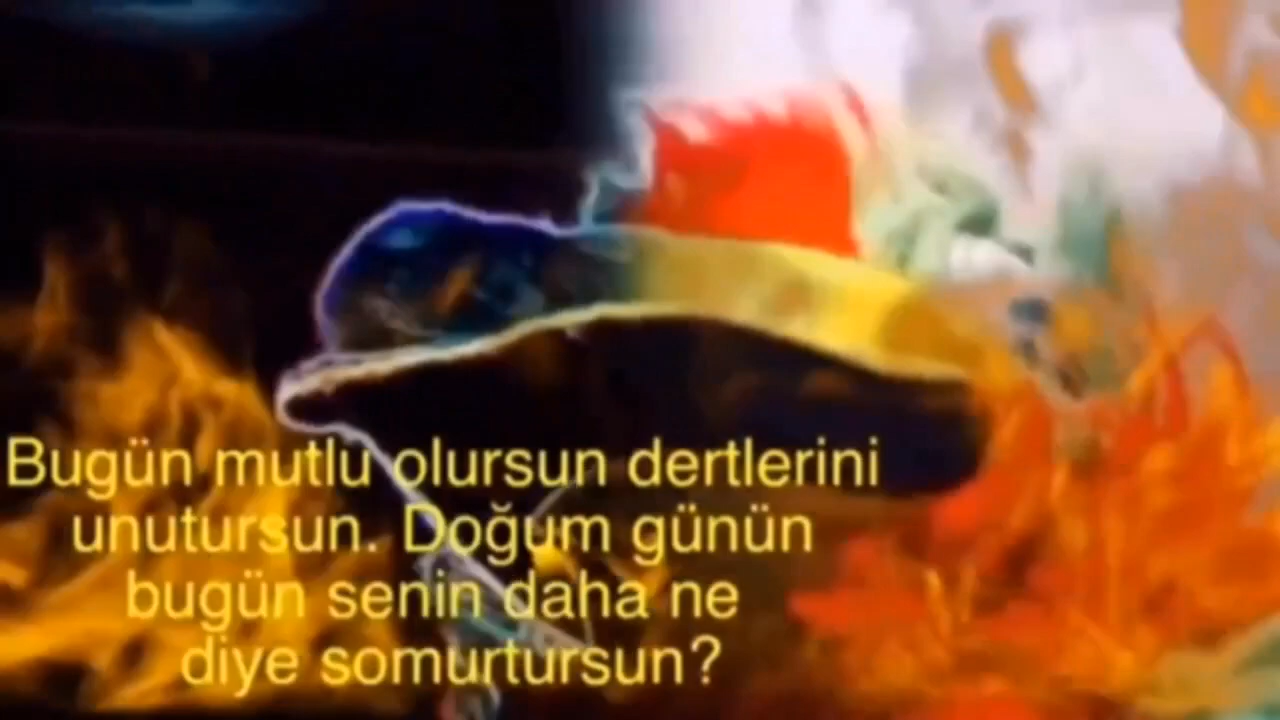 Bugün mutlu olursun dertlerini
unutursun. Doğum günün
bugün senin daha ne
diye somurtursun?